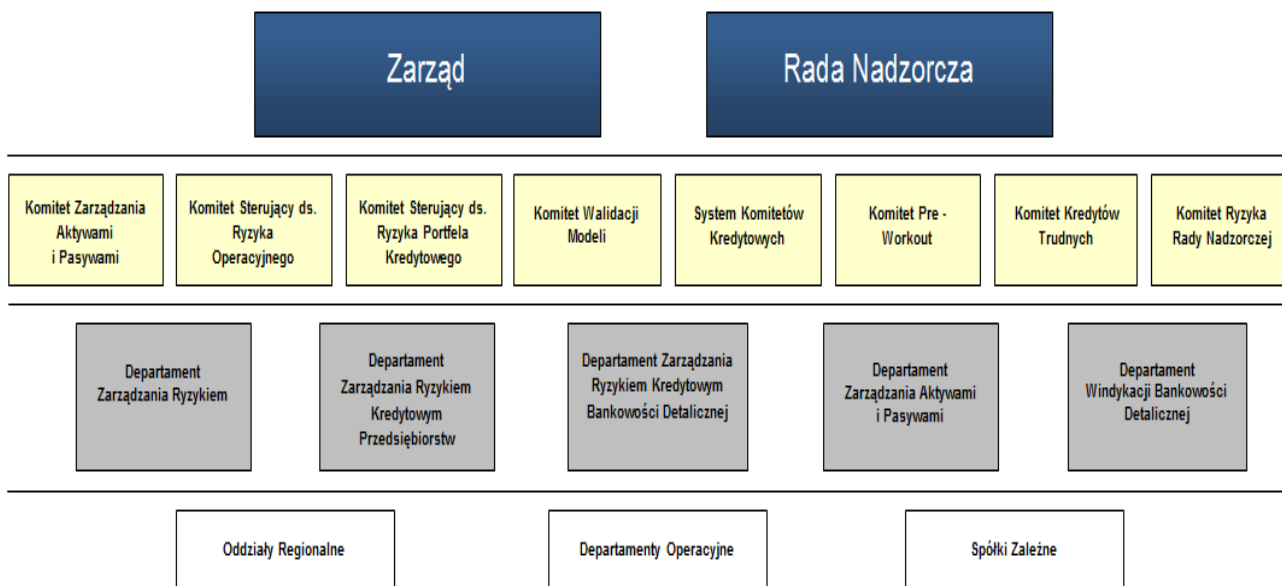 Zarząd
Rada Nadzorcza
Komitet Zarządzania
Aktywami
i Pasywami
Komitet Sterujący ds.
Ryzyka
Operacyjnego
Komitet Sterujący ds.
Ryzyka Portfela
Kredytowego
Komitet Walidacji
Modeli
System Komitetów
Kredytowych
Komitet Pre -
Workout
Komitet Kredytów
Trudnych
Komitet Ryzyka
Rady Nadzorczej
Departament
Zarządzania Ryzykiem
Departament
Zarządzania Ryzykiem
Kredytowym
Przedsiębiorstw
Departament Zarządzania
Ryzykiem Kredytowym
Bankowości Detalicznej
Departament
Zarządzania Aktywami
i Pasywami
Departament
Windykacji Bankowości
Detalicznej
Oddziały Regionalne
Departamenty Operacyjne
Spółki Zależne